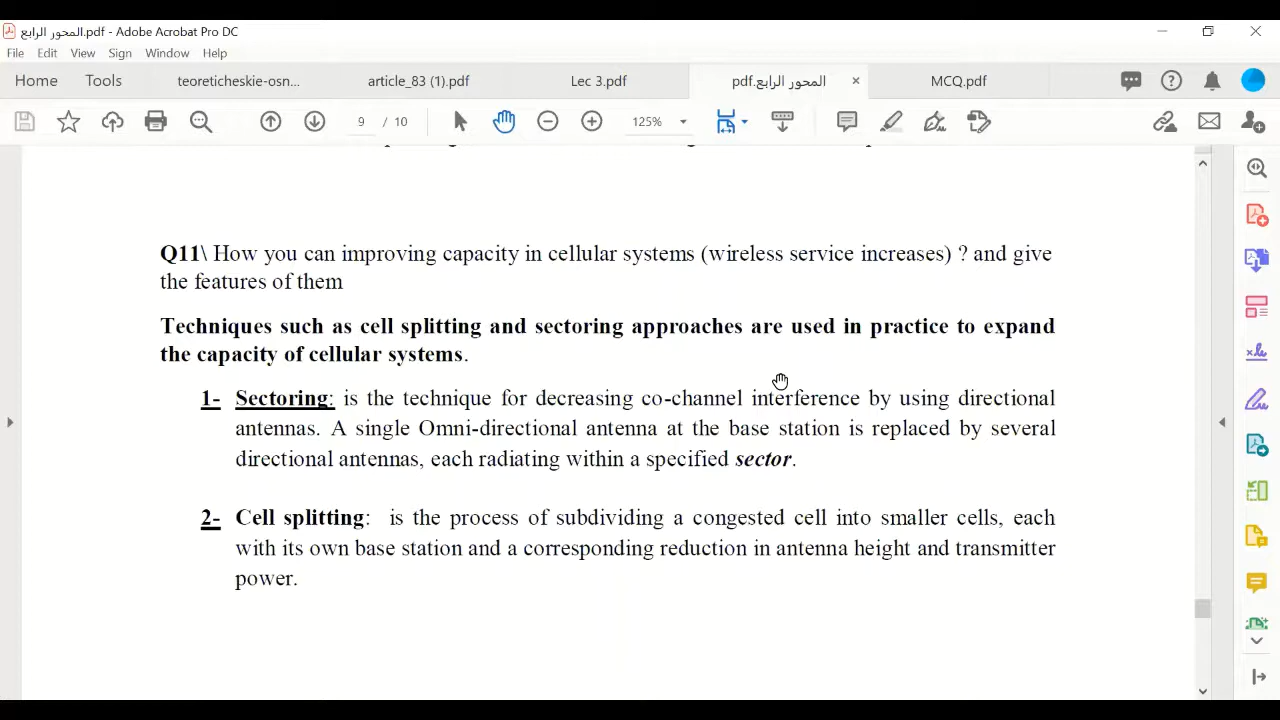 المحور الرابع.pdf - Adobe Acrobat Pro DC
File Edit View Sign Window Help
Home Tools teoreticheskie-osn... article_83 (1).pdf Lec 3.pdf المحور الرابع.pdf × MCQ.pdf
9 / 10 125%
Q11\ How you can improving capacity in cellular systems (wireless service increases) ? and give
the features of them
Techniques such as cell splitting and sectoring approaches are used in practice to expand
the capacity of cellular systems.
1- Sectoring: is the technique for decreasing co-channel interference by using directional
antennas. A single Omni-directional antenna at the base station is replaced by several
directional antennas, each radiating within a specified sector.
2- Cell splitting: is the process of subdividing a congested cell into smaller cells, each
with its own base station and a corresponding reduction in antenna height and transmitter
power.